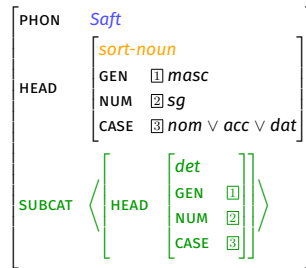 PHON Saft
sort-noun
GEN 1 masc
HEAD NUM 2 sg
CASE 3 nom ∨ acc ∨ dat
det
GEN 1
SUBCAT ⟨ HEAD NUM 2 ⟩
CASE 3